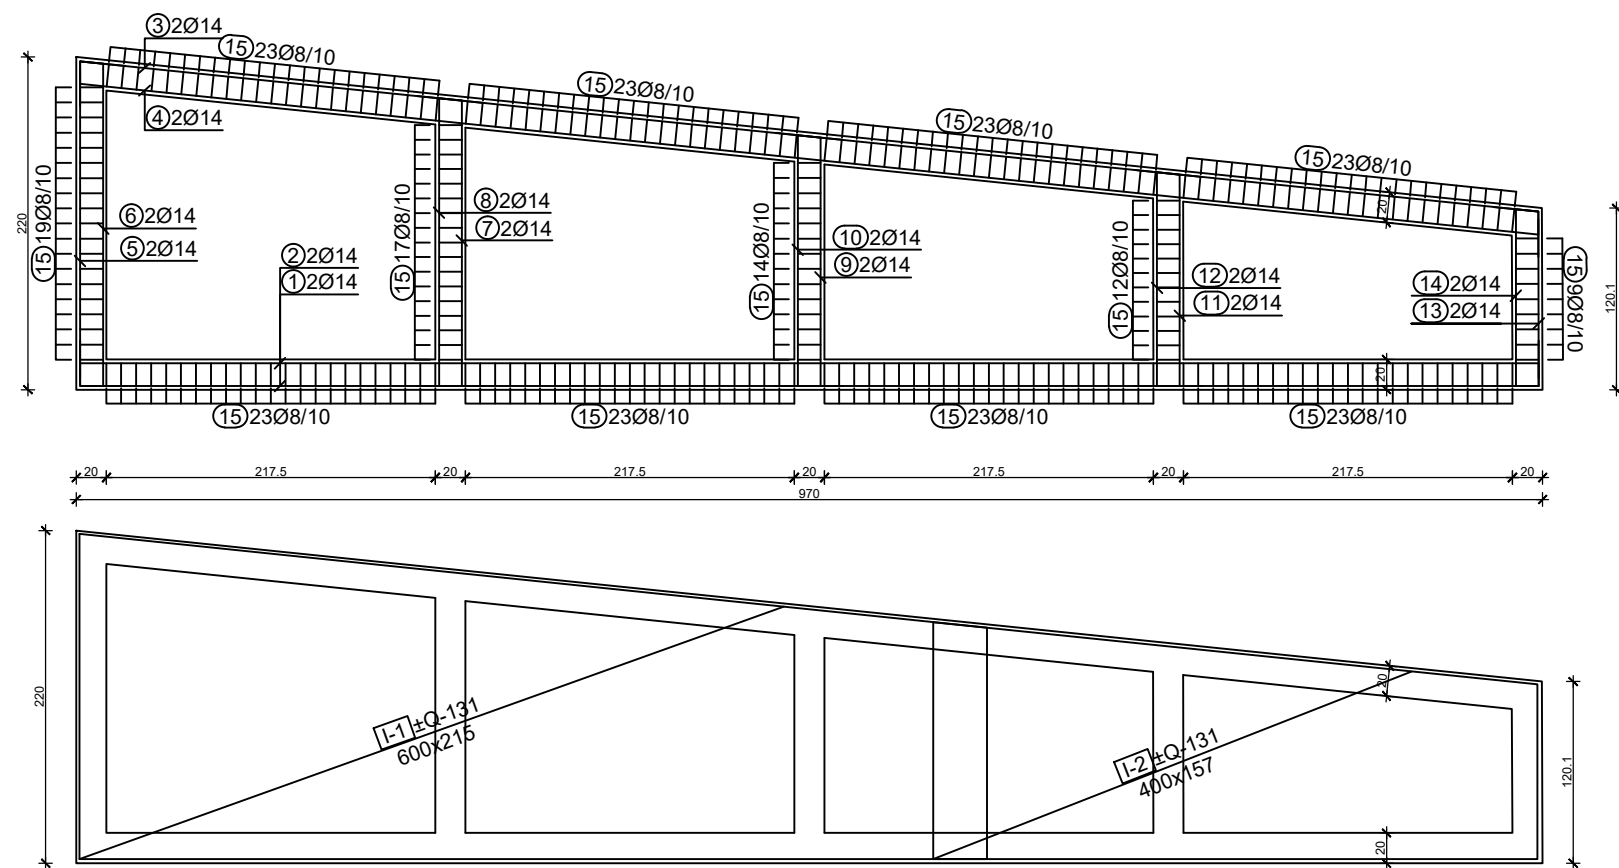 ③2Ø14
⑮23Ø8/10
④2Ø14
⑮23Ø8/10
⑮23Ø8/10
⑮23Ø8/10
220
⑮19Ø8/10
⑥2Ø14
⑤2Ø14
②2Ø14
①2Ø14
⑮17Ø8/10
⑧2Ø14
⑦2Ø14
⑮14Ø8/10
⑩2Ø14
⑨2Ø14
⑮12Ø8/10
⑫2Ø14
⑪2Ø14
20
⑭2Ø14
⑬2Ø14
⑮9Ø8/10
120.1
20
⑮23Ø8/10
⑮23Ø8/10
⑮23Ø8/10
⑮23Ø8/10
20 217.5 20 217.5 20 217.5 20 217.5 20
970
220
I-1 ±Q-131
600x215
I-2 ±Q-131
400x157
20
120.1
20